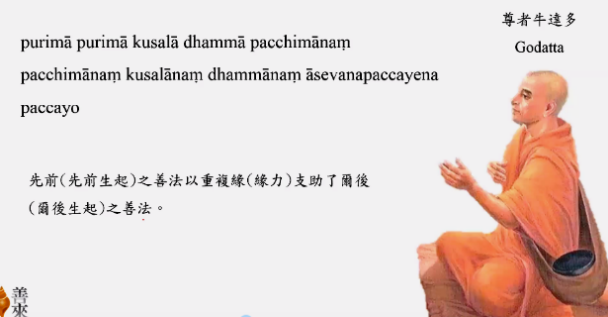 尊者牛達多
Godatta
purimā purimā kusalā dhammā pacchimānaṃ
pacchimānaṃ kusalānaṃ dhammānaṃ āsevanapaccayena
paccayo
先前(先前生起)之善法以重複緣(緣力)支助了爾後
(爾後生起)之善法。
善來